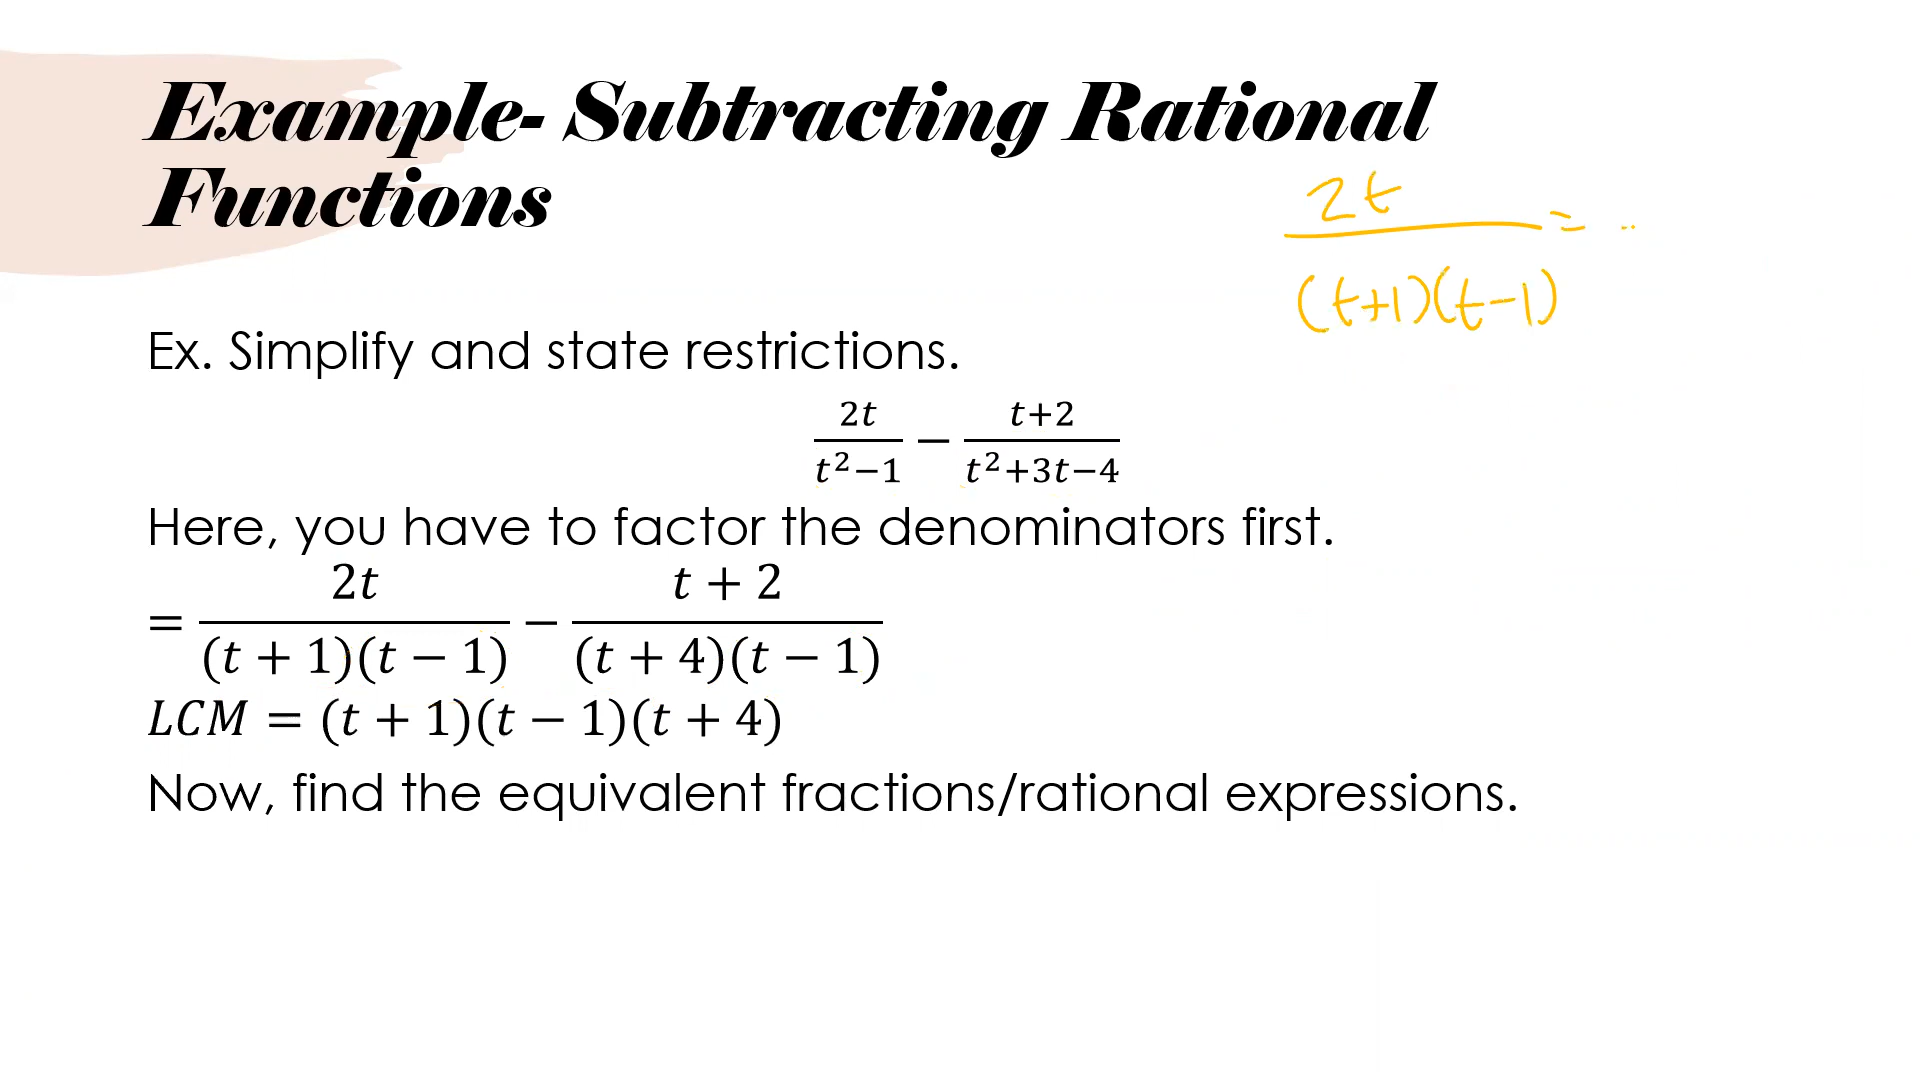 Example- Subtracting Rational
Functions
2t
———— = ..
(t+1)(t-1)
Ex. Simplify and state restrictions.
2t/(t²−1) − (t+2)/(t²+3t−4)
Here, you have to factor the denominators first.
= 2t/((t + 1)(t − 1)) − (t + 2)/((t + 4)(t − 1))
LCM = (t + 1)(t − 1)(t + 4)
Now, find the equivalent fractions/rational expressions.